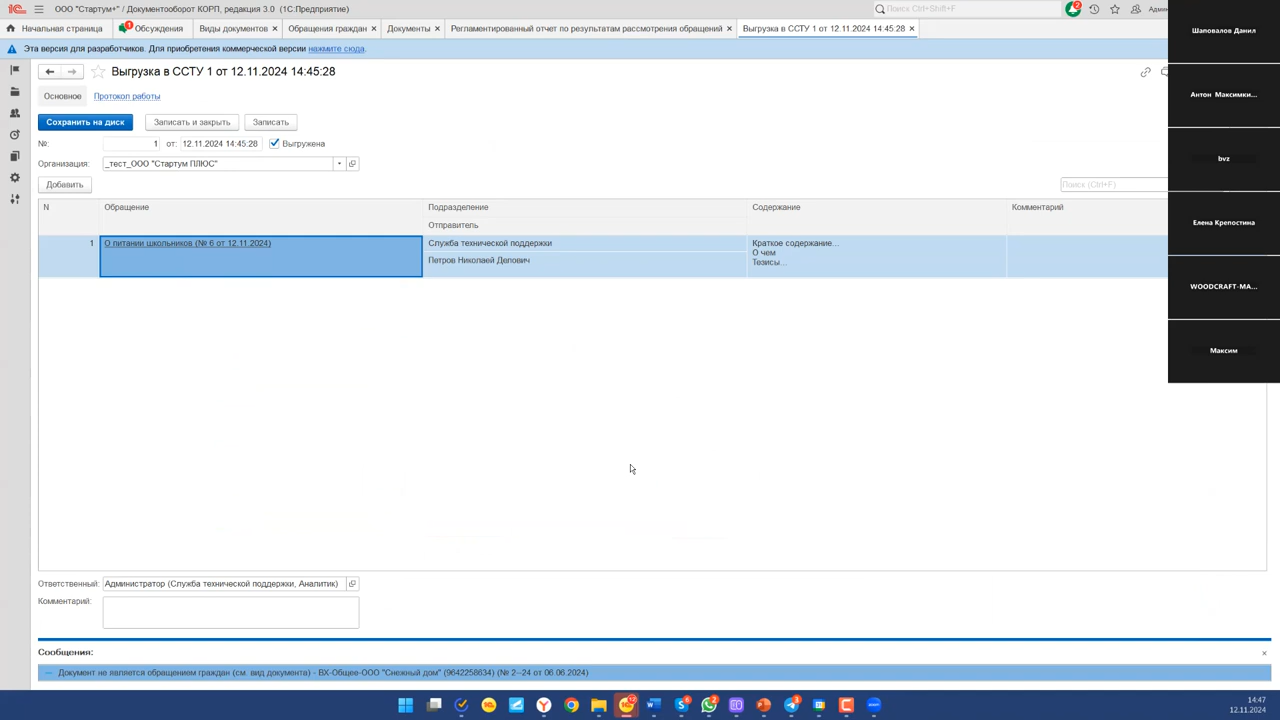 ООО "Стартум+" / Документооборот КОРП, редакция 3.0 (1С:Предприятие)
Поиск Ctrl+Shift+F
2
Начальная страница
1
Обсуждения
Виды документов ×
Обращения граждан ×
Документы ×
Регламентированный отчет по результатам рассмотрения обращений ×
Выгрузка в ССТУ 1 от 12.11.2024 14:45:28 ×
Эта версия для разработчиков. Для приобретения коммерческой версии нажмите сюда.
Выгрузка в ССТУ 1 от 12.11.2024 14:45:28
Основное Протокол работы
Сохранить на диск Записать и закрыть Записать
№: 1 от: 12.11.2024 14:45:28 Выгружена
Организация: _тест_ООО "Стартум ПЛЮС"
Добавить
Поиск (Ctrl+F)
N Обращение Подразделение Содержание Комментарий
Отправитель
1 О питании школьников (№ 6 от 12.11.2024) Служба технической поддержки Краткое содержание...
О чем
Петров Николаей Депович
Тезисы...
Ответственный: Администратор (Служба технической поддержки, Аналитик)
Комментарий:
Сообщения: ×
— Документ не является обращением граждан (см. вид документа) - ВХ-Общее-ООО "Снежный дом" (9642258634) (№ 2–24 от 06.06.2024)
Шаповалов Данил
Антон Максимки...
bvz
Елена Крепостина
WOODCRAFT-MA...
Максим
14:47
12.11.2024